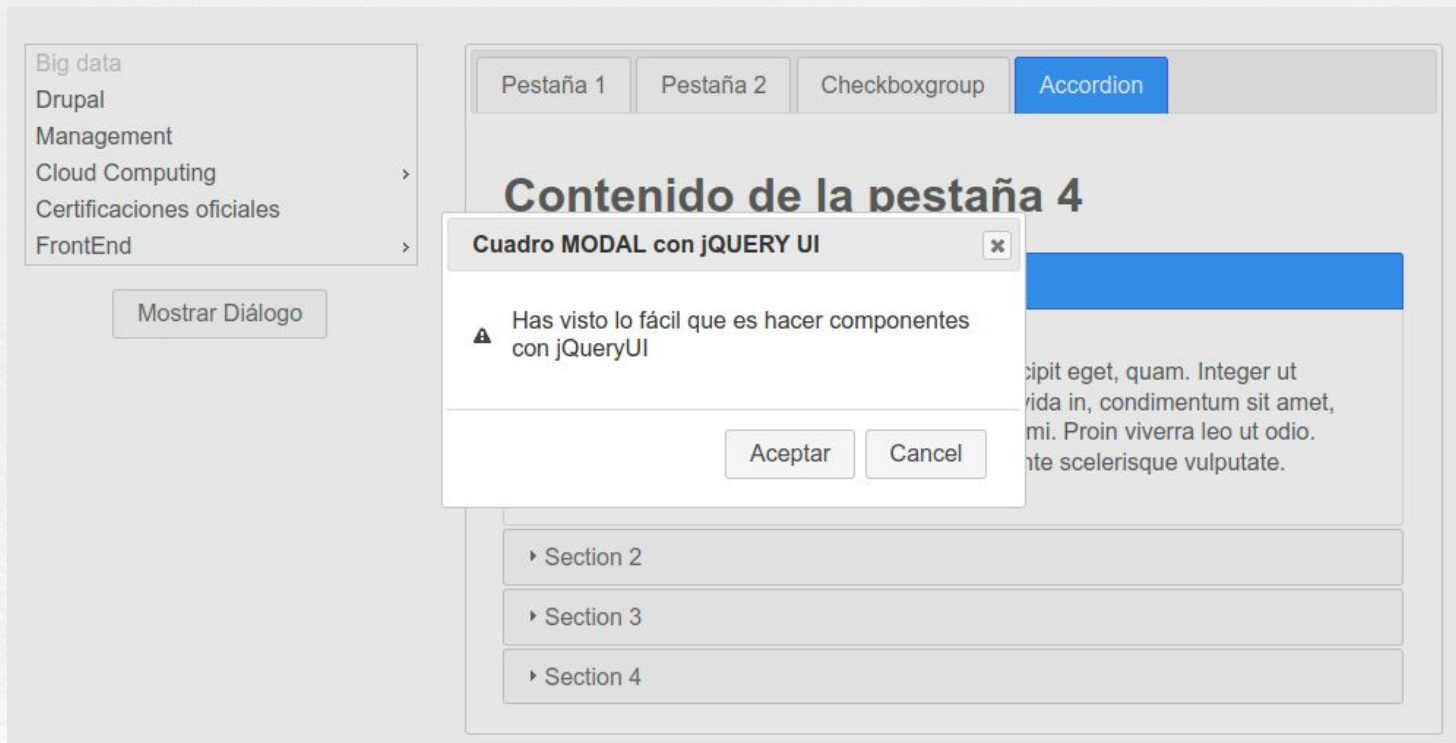 Big data
Drupal
Management
Cloud Computing
Certificaciones oficiales
FrontEnd
Mostrar Diálogo
Pestaña 1
Pestaña 2
Checkboxgroup
Accordion
Contenido de la pestaña 4
Cuadro MODAL con jQUERY UI
Has visto lo fácil que es hacer componentes
con jQueryUI
Aceptar
Cancel
eget, quam. Integer ut
in, condimentum sit amet,
mi. Proin viverra leo ut odio.
scelerisque vulputate.
Section 2
Section 3
Section 4